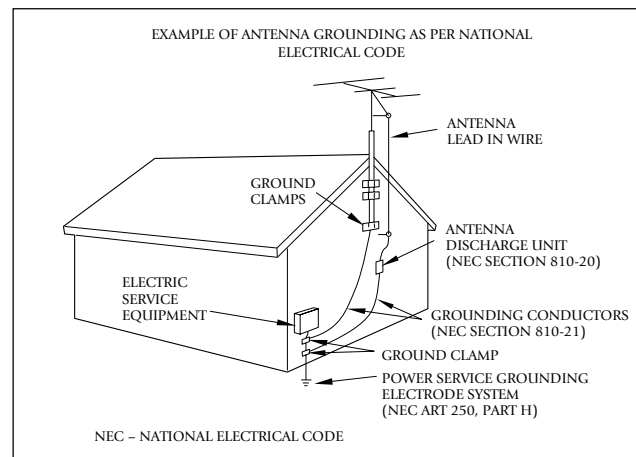 EXAMPLE OF ANTENNA GROUNDING AS PER NATIONAL
ELECTRICAL CODE
ANTENNA
LEAD IN WIRE
GROUND
CLAMPS
ANTENNA
DISCHARGE UNIT
(NEC SECTION 810-20)
ELECTRIC
SERVICE
EQUIPMENT
GROUNDING CONDUCTORS
(NEC SECTION 810-21)
GROUND CLAMP
POWER SERVICE GROUNDING
ELECTRODE SYSTEM
(NEC ART 250, PART H)
NEC – NATIONAL ELECTRICAL CODE